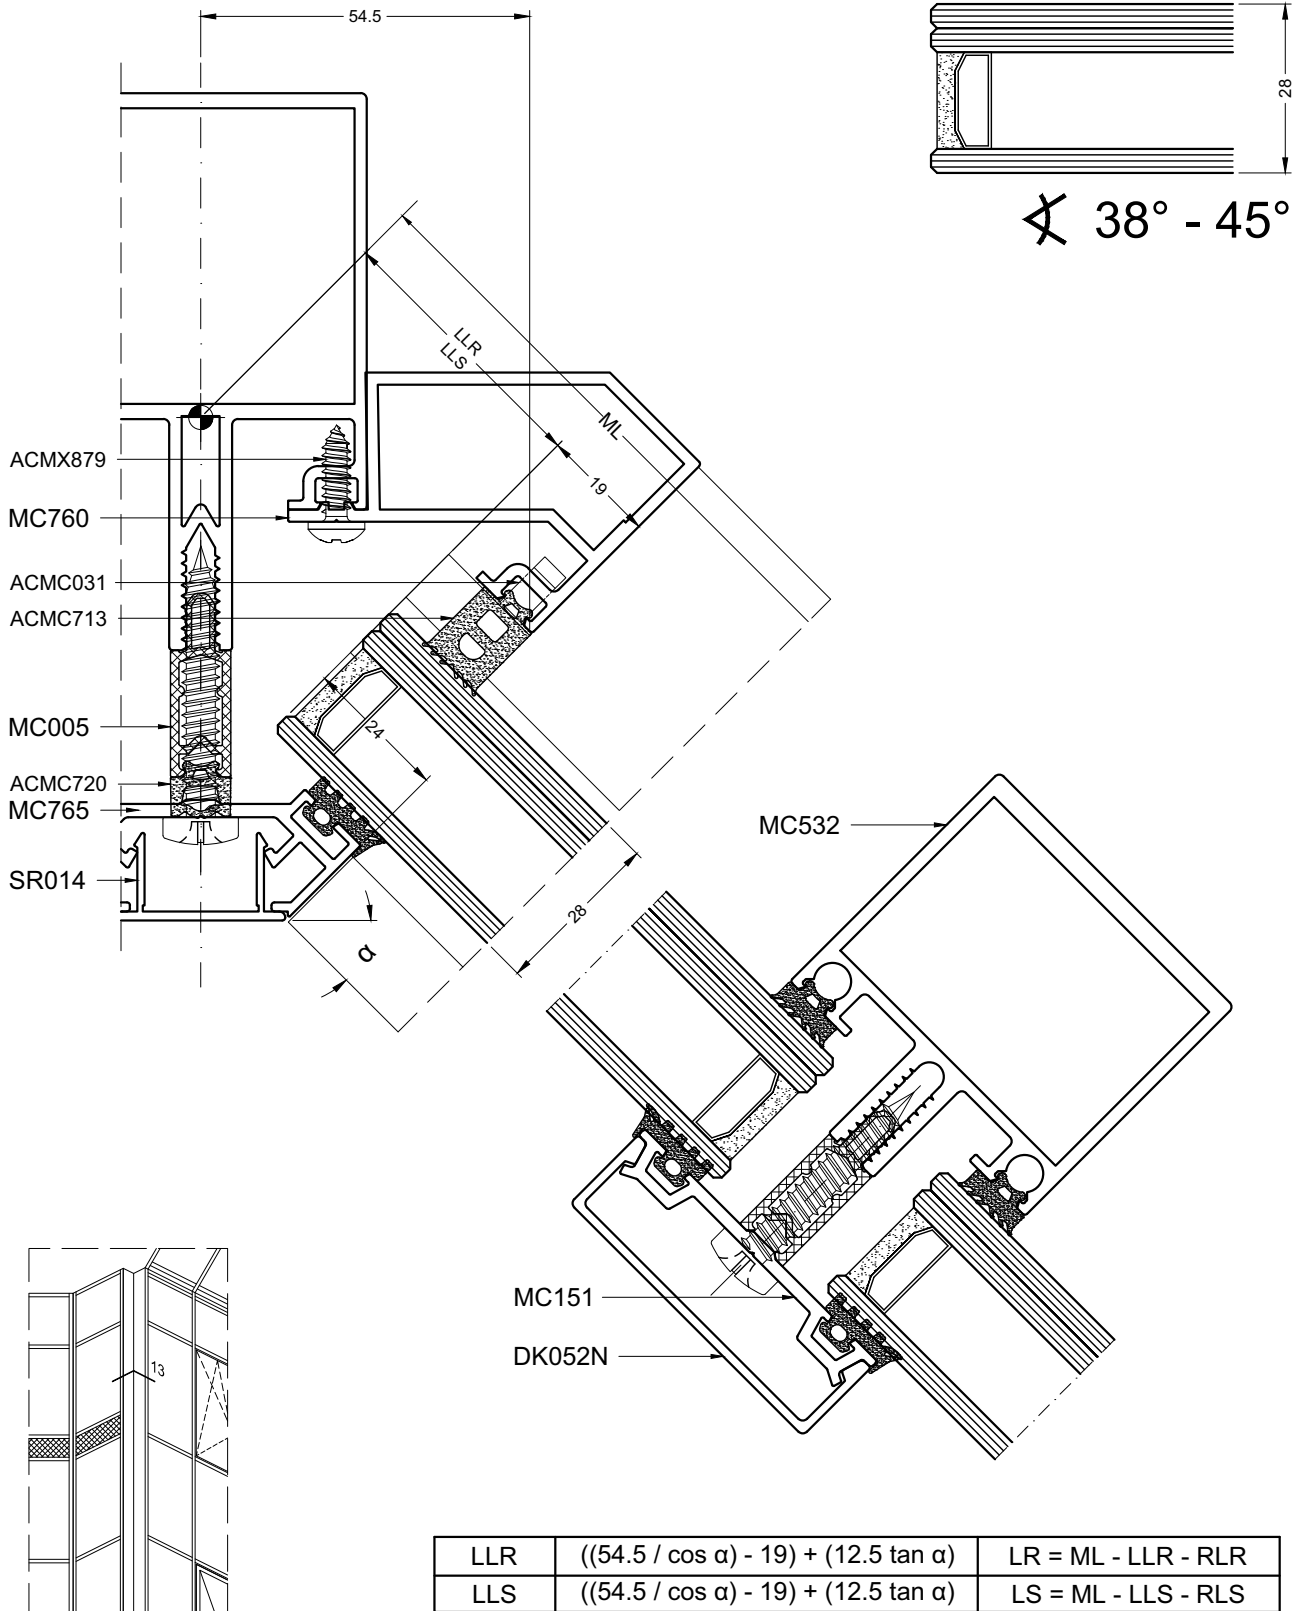 54.5
28
38° - 45°
LLR
LLS
ML
19
ACMX879
MC760
ACMC031
ACMC713
24
MC005
ACMC720
MC765
SR014
α
28
MC532
MC151
DK052N
13
LLR ((54.5 / cos α) - 19) + (12.5 tan α) LR = ML - LLR - RLR
LLS ((54.5 / cos α) - 19) + (12.5 tan α) LS = ML - LLS - RLS